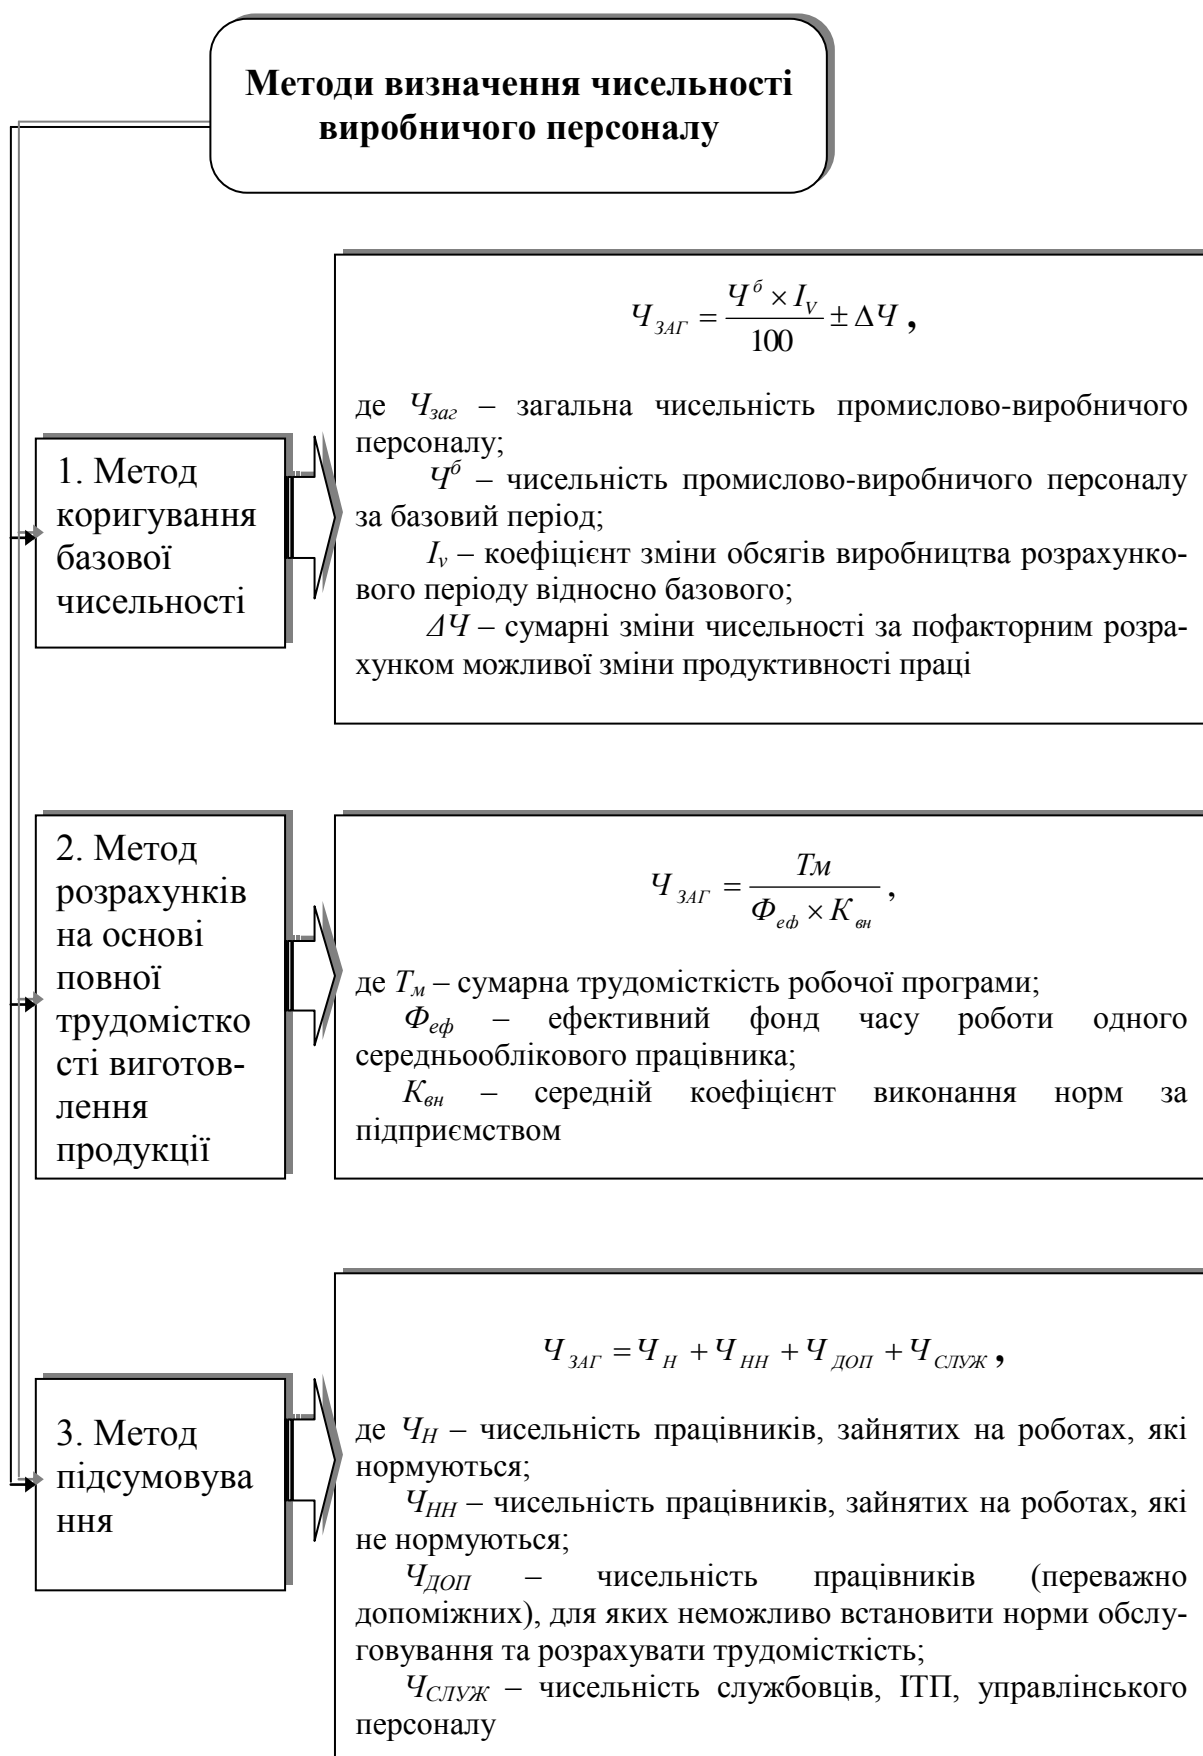 Методи визначення чисельності
виробничого персоналу
1. Метод
коригування
базової
чисельності
Ч_ЗАГ = (Ч^б × I_V) / 100 ± ΔЧ ,
де Ч_заг – загальна чисельність промислово-виробничого
персоналу;
Ч^б – чисельність промислово-виробничого персоналу
за базовий період;
I_v – коефіцієнт зміни обсягів виробництва розрахунко-
вого періоду відносно базового;
ΔЧ – сумарні зміни чисельності за пофакторним розра-
хунком можливої зміни продуктивності праці
2. Метод
розрахунків
на основі
повної
трудомістко
сті виготов-
лення
продукції
Ч_ЗАГ = Тм / (Ф_еф × К_вн) ,
де Т_м – сумарна трудомісткість робочої програми;
Ф_еф – ефективний фонд часу роботи одного
середньооблікового працівника;
К_вн – середній коефіцієнт виконання норм за
підприємством
3. Метод
підсумовува
ння
Ч_ЗАГ = Ч_Н + Ч_НН + Ч_ДОП + Ч_СЛУЖ ,
де Ч_Н – чисельність працівників, зайнятих на роботах, які
нормуються;
Ч_НН – чисельність працівників, зайнятих на роботах, які
не нормуються;
Ч_ДОП – чисельність працівників (переважно
допоміжних), для яких неможливо встановити норми обслу-
говування та розрахувати трудомісткість;
Ч_СЛУЖ – чисельність службовців, ІТП, управлінського
персоналу